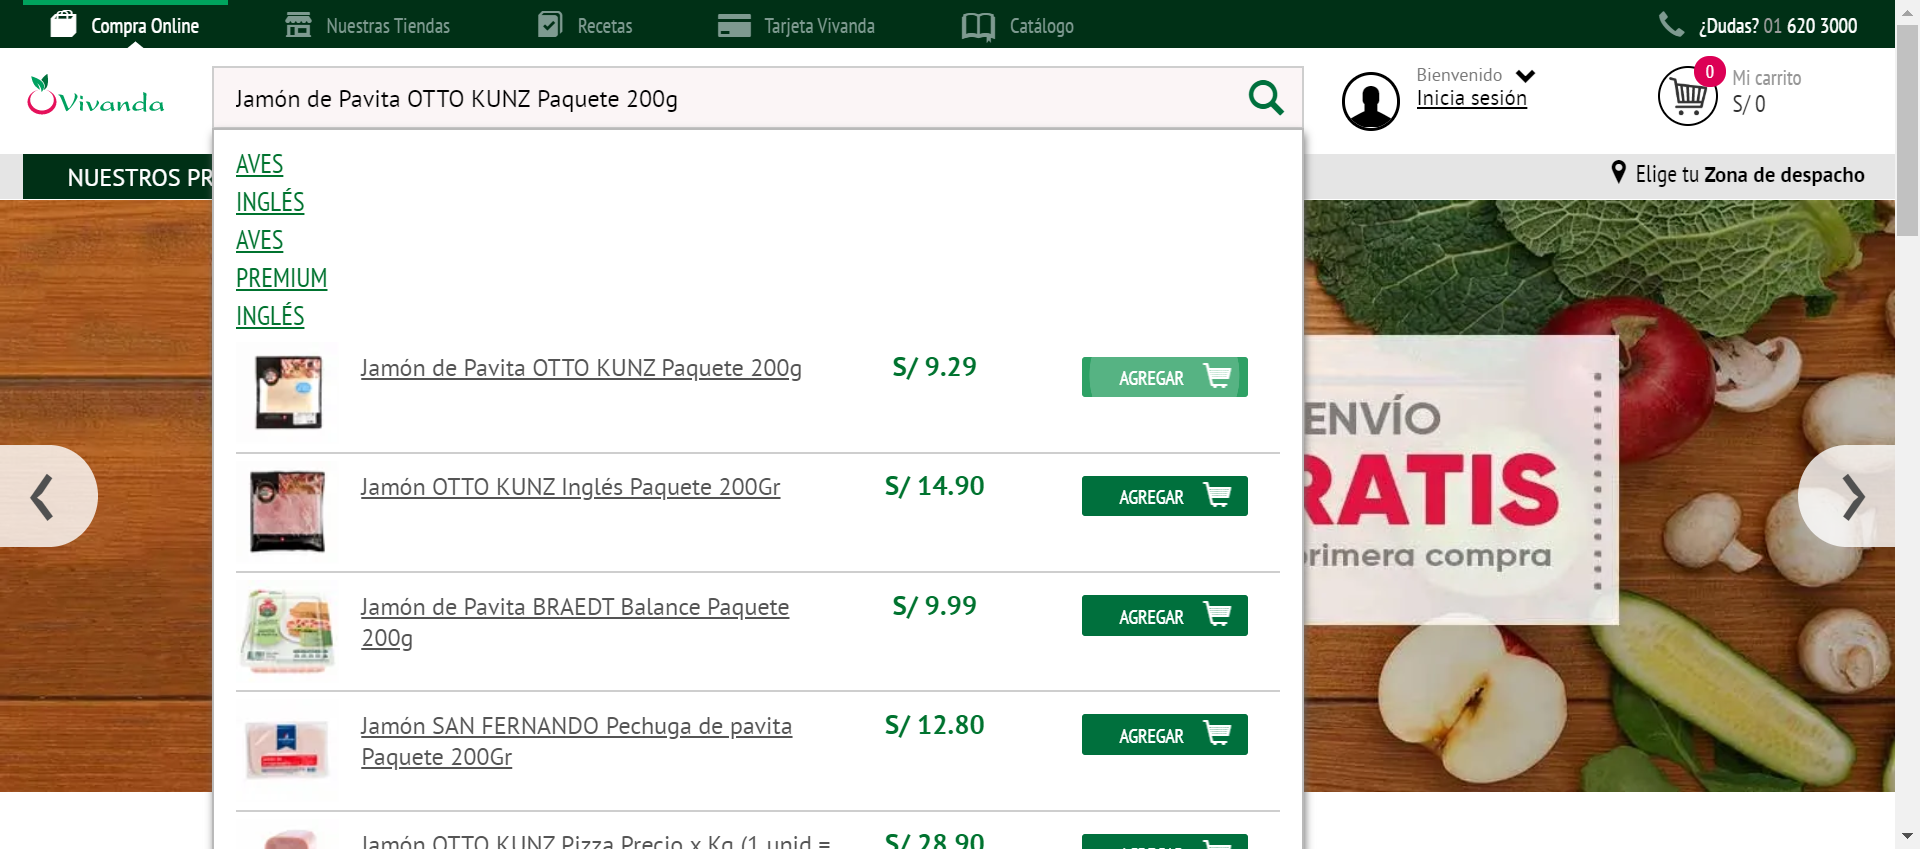 Compra Online
Nuestras Tiendas
Recetas
Tarjeta Vivanda
Catálogo
¿Dudas? 01 620 3000
Vivanda
Jamón de Pavita OTTO KUNZ Paquete 200g
Bienvenido
Inicia sesión
0
Mi carrito
S/ 0
NUESTROS PR
Elige tu Zona de despacho
AVES
INGLÉS
AVES
PREMIUM
INGLÉS
Jamón de Pavita OTTO KUNZ Paquete 200g
S/ 9.29
AGREGAR
Jamón OTTO KUNZ Inglés Paquete 200Gr
S/ 14.90
AGREGAR
Jamón de Pavita BRAEDT Balance Paquete
200g
S/ 9.99
AGREGAR
Jamón SAN FERNANDO Pechuga de pavita
Paquete 200Gr
S/ 12.80
AGREGAR
Jamón OTTO KUNZ Pizza Precio x Kg (1 unid =
S/ 28.90
ENVÍO
RATIS
rimera compra